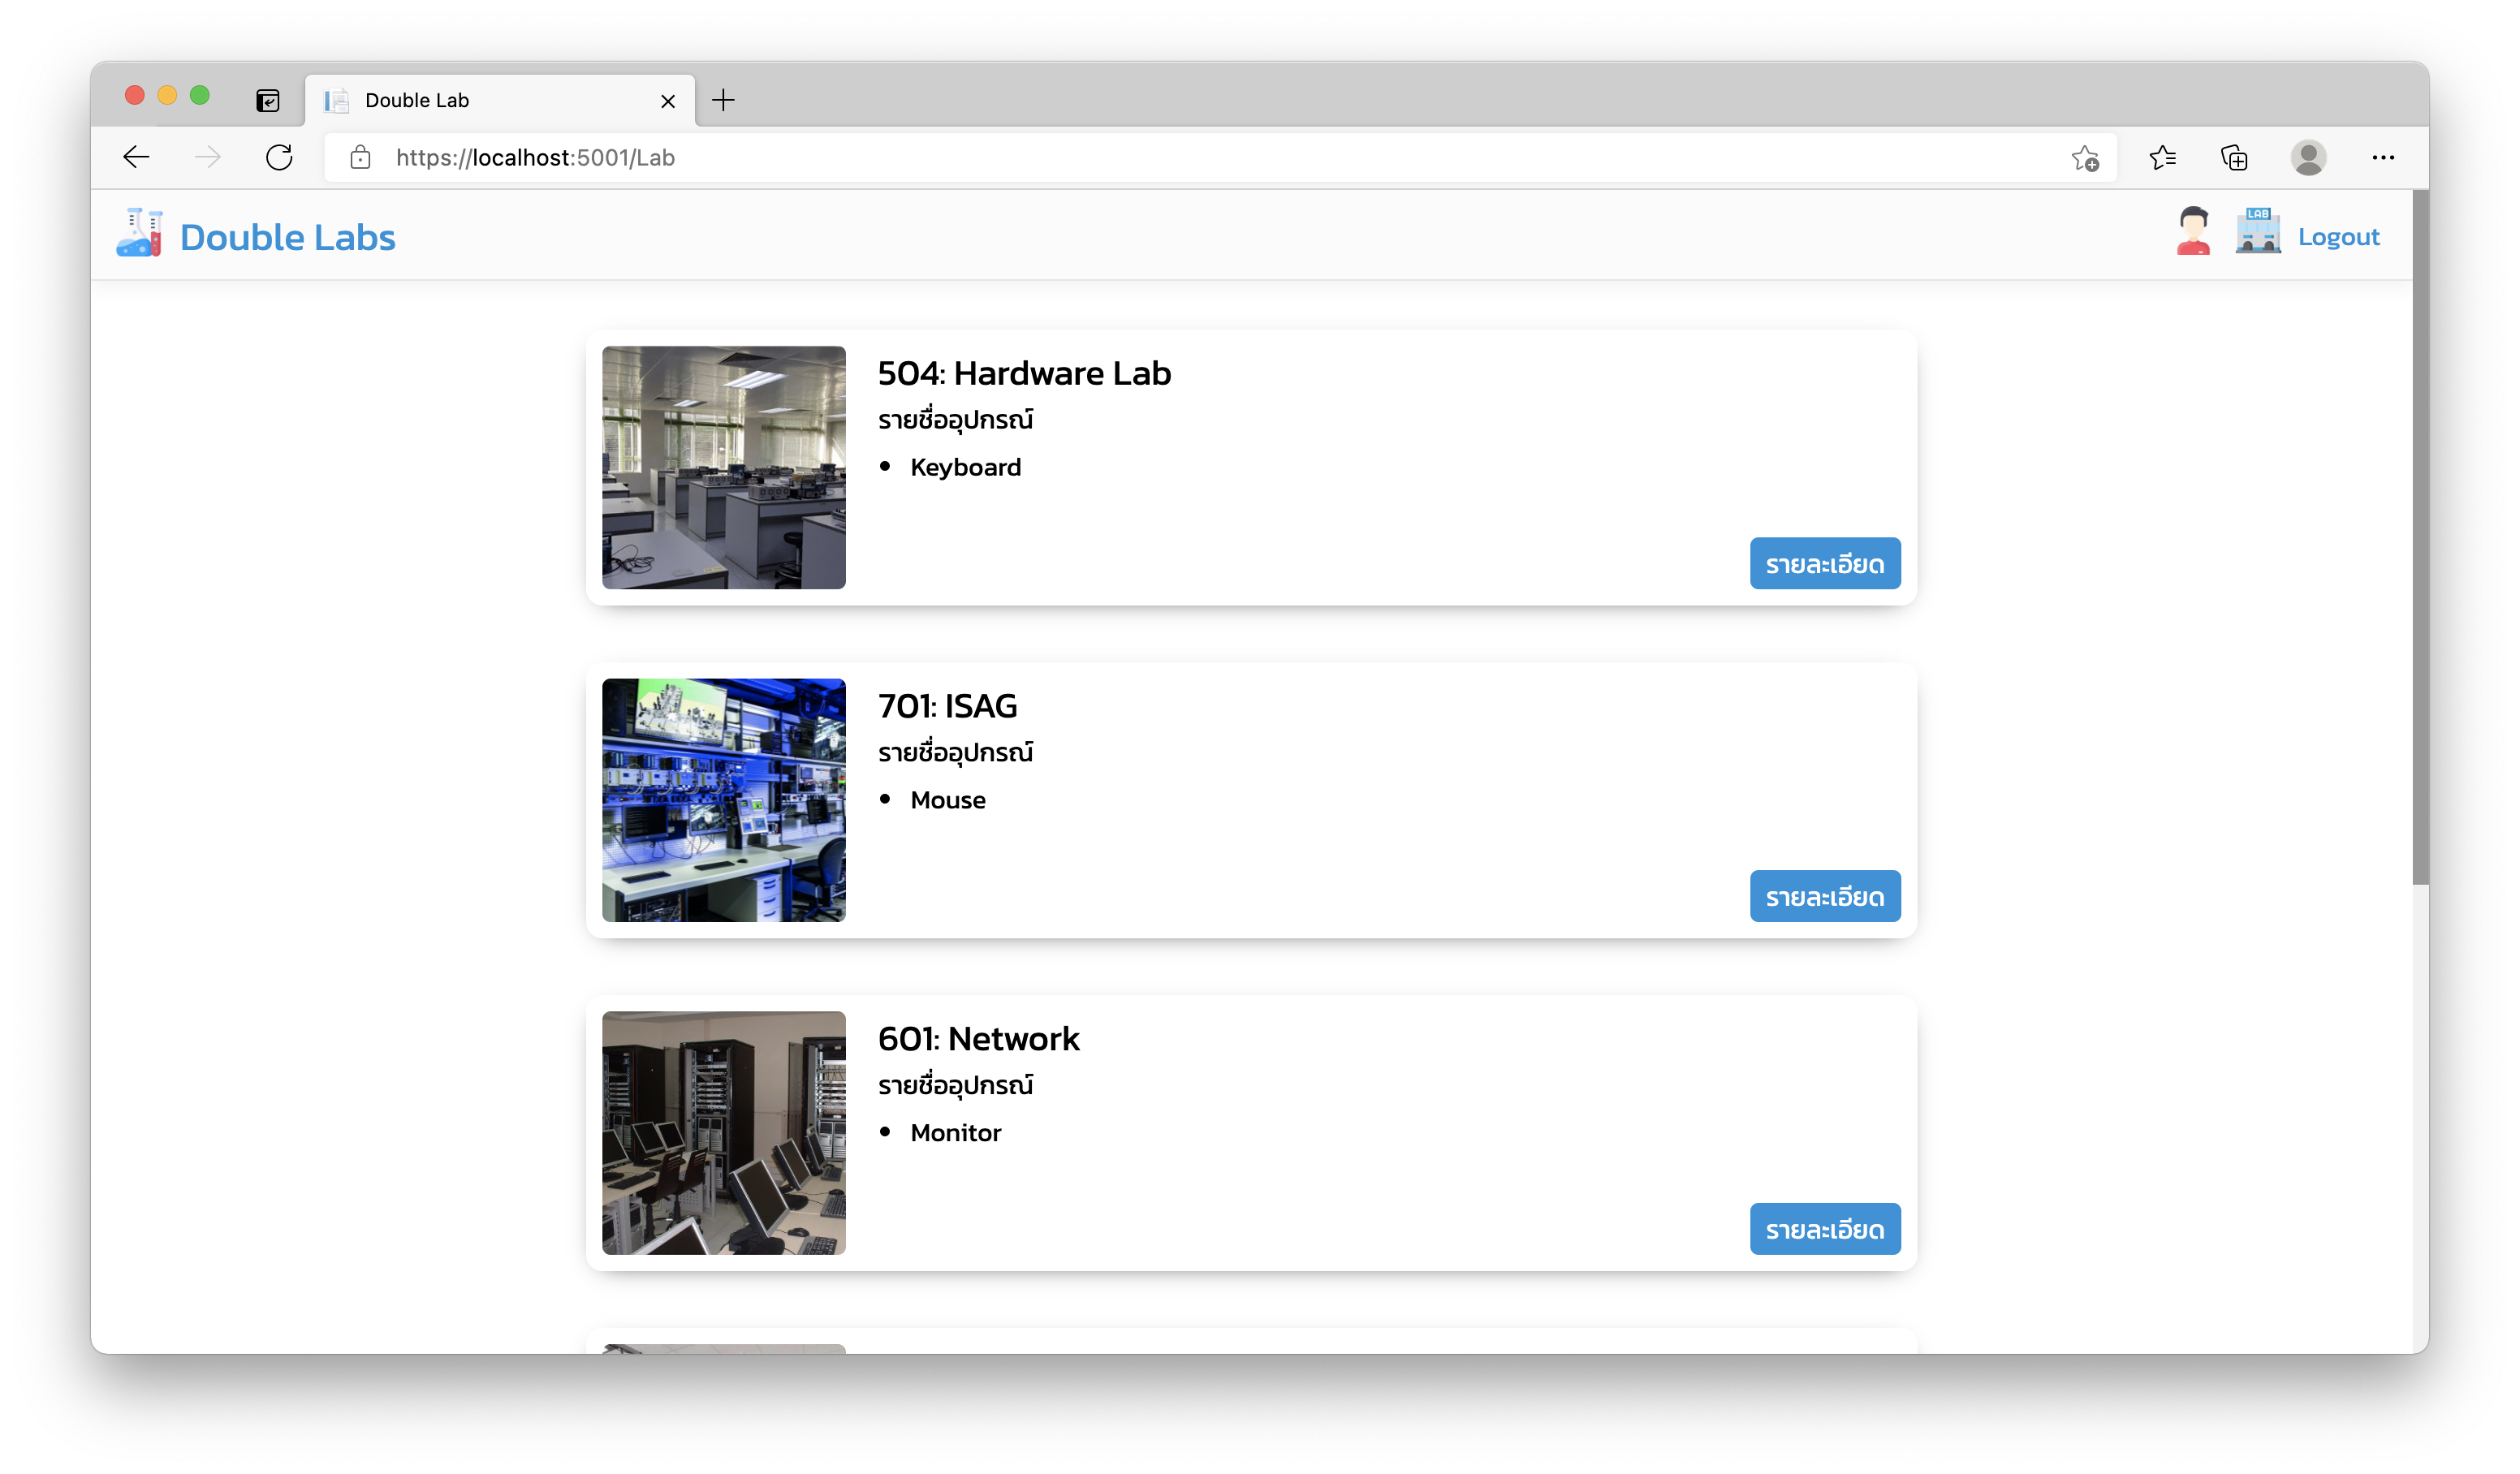 Double Lab
https://localhost:5001/Lab
Double Labs
LAB
Logout
504: Hardware Lab
รายชื่ออุปกรณ์
Keyboard
รายละเอียด
701: ISAG
รายชื่ออุปกรณ์
Mouse
รายละเอียด
601: Network
รายชื่ออุปกรณ์
Monitor
รายละเอียด